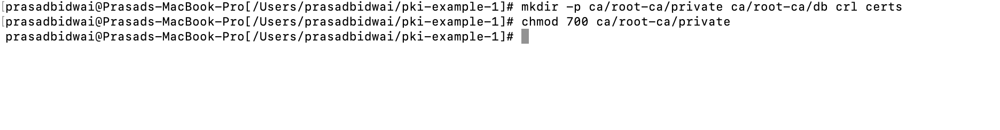 [prasadbidwai@Prasads-MacBook-Pro[/Users/prasadbidwai/pki-example-1]# mkdir -p ca/root-ca/private ca/root-ca/db crl certs
[prasadbidwai@Prasads-MacBook-Pro[/Users/prasadbidwai/pki-example-1]# chmod 700 ca/root-ca/private
prasadbidwai@Prasads-MacBook-Pro[/Users/prasadbidwai/pki-example-1]#